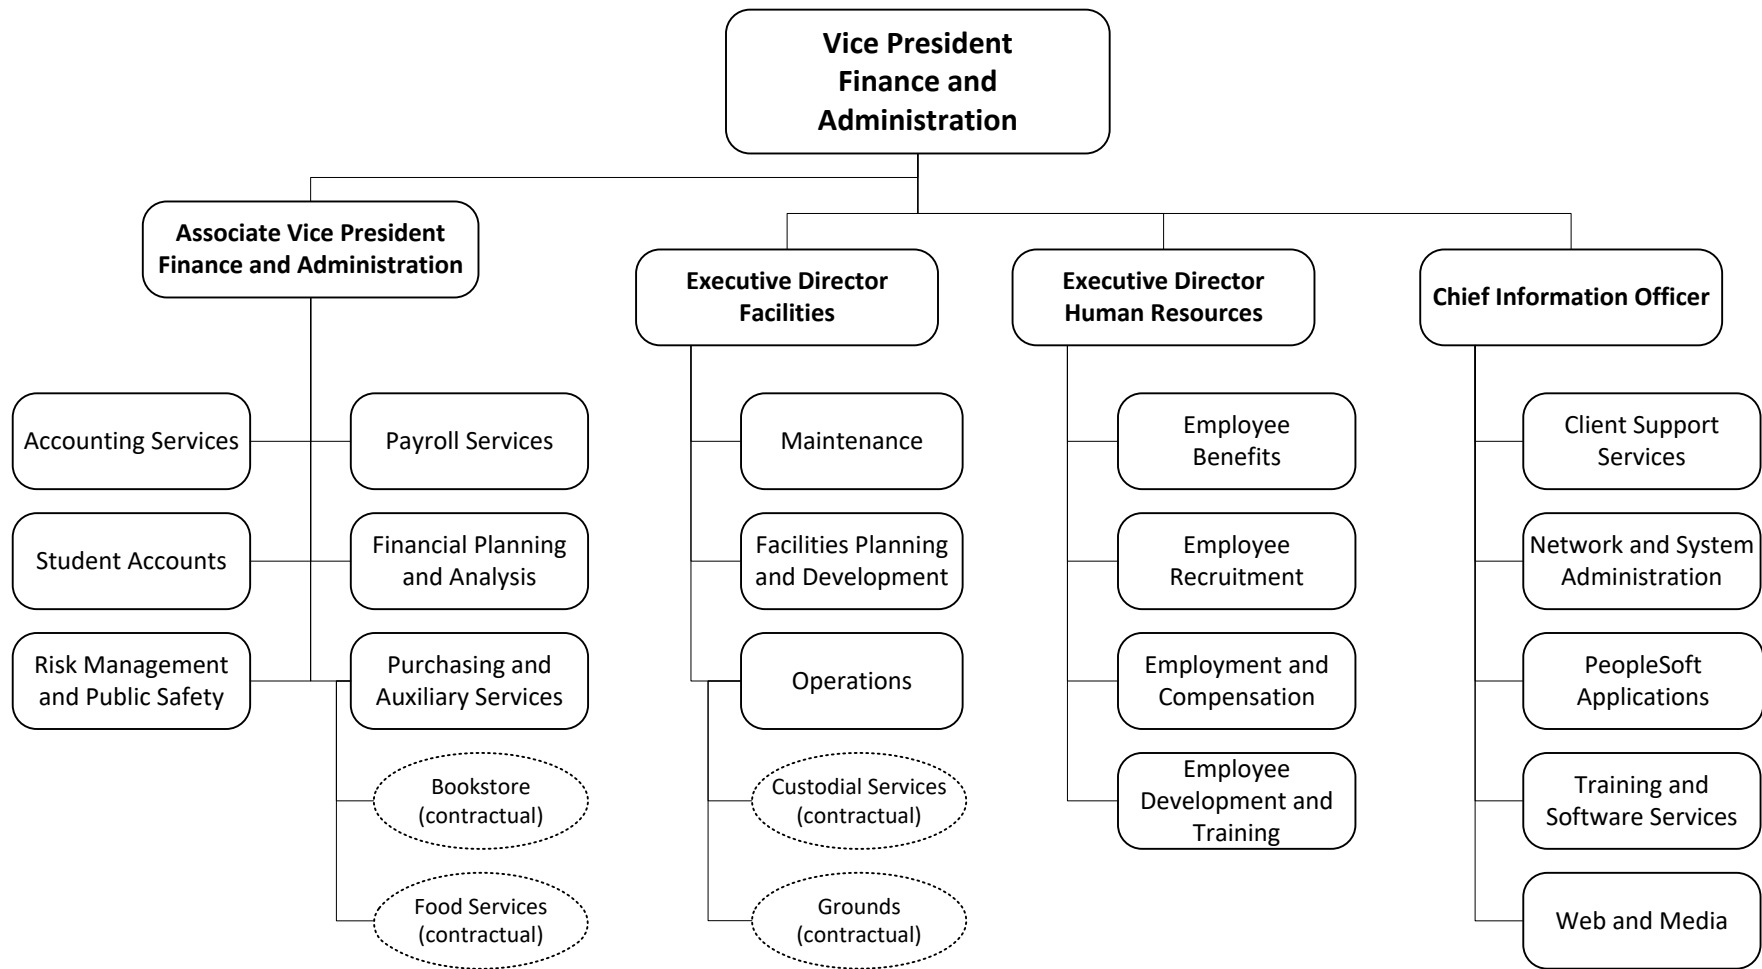 Vice President
Finance and
Administration
Associate Vice President
Finance and Administration
Executive Director
Facilities
Executive Director
Human Resources
Chief Information Officer
Accounting Services
Payroll Services
Maintenance
Employee
Benefits
Client Support
Services
Student Accounts
Financial Planning
and Analysis
Facilities Planning
and Development
Employee
Recruitment
Network and System
Administration
Risk Management
and Public Safety
Purchasing and
Auxiliary Services
Operations
Employment and
Compensation
PeopleSoft
Applications
Bookstore
(contractual)
Custodial Services
(contractual)
Employee
Development and
Training
Training and
Software Services
Food Services
(contractual)
Grounds
(contractual)
Web and Media